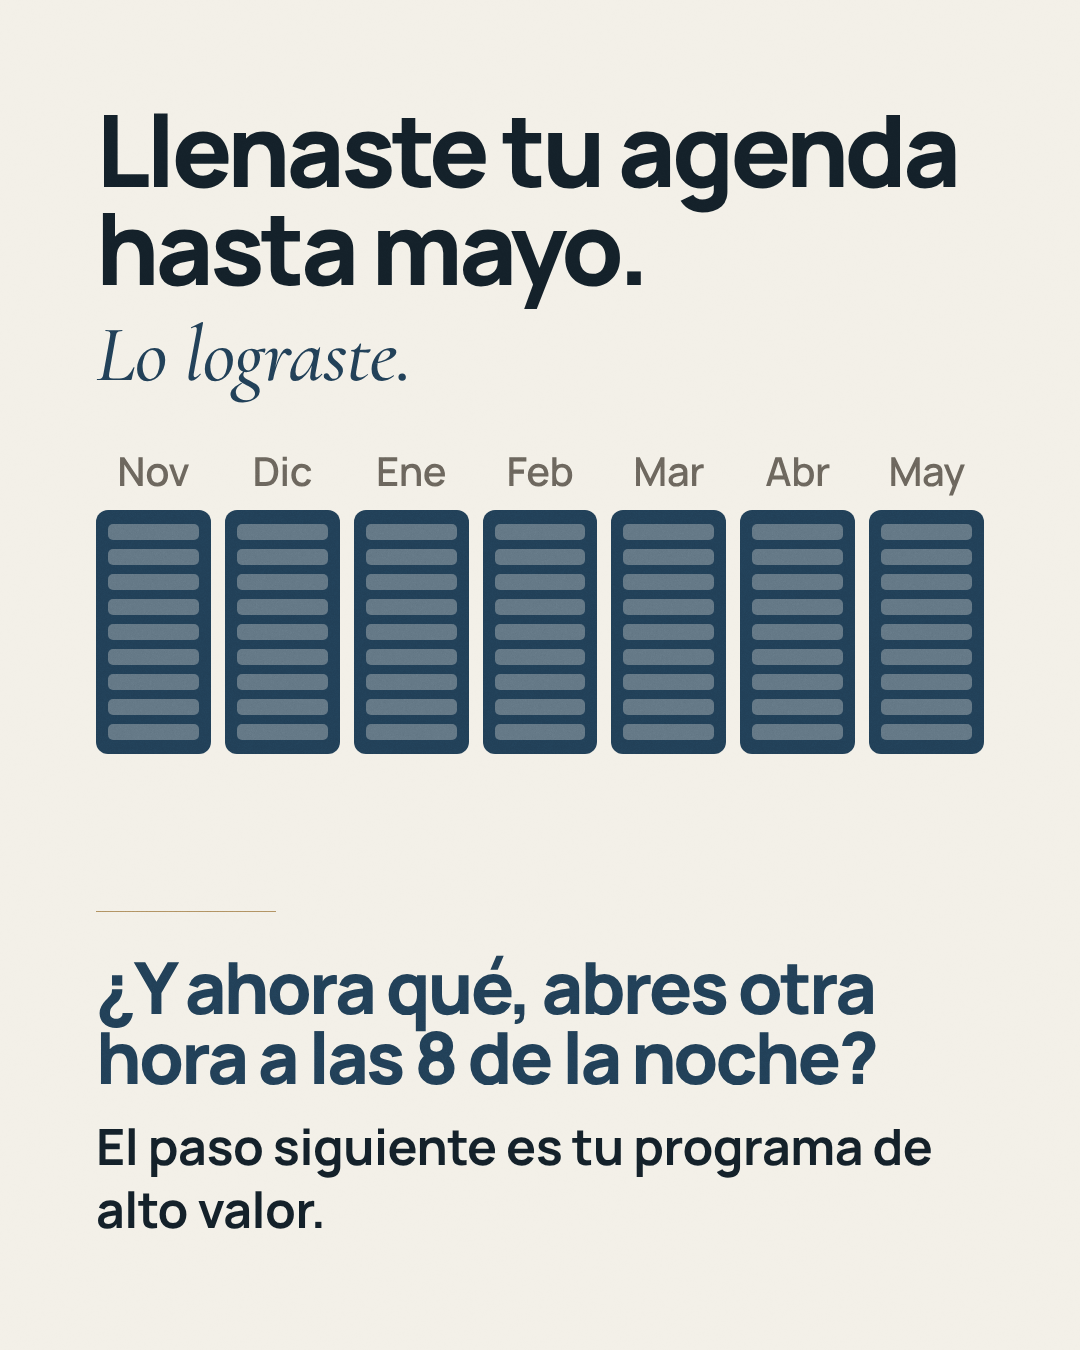 Llenaste tu agenda
hasta mayo.
Lo lograste.
Nov Dic Ene Feb Mar Abr May
¿Y ahora qué, abres otra
hora a las 8 de la noche?
El paso siguiente es tu programa de
alto valor.